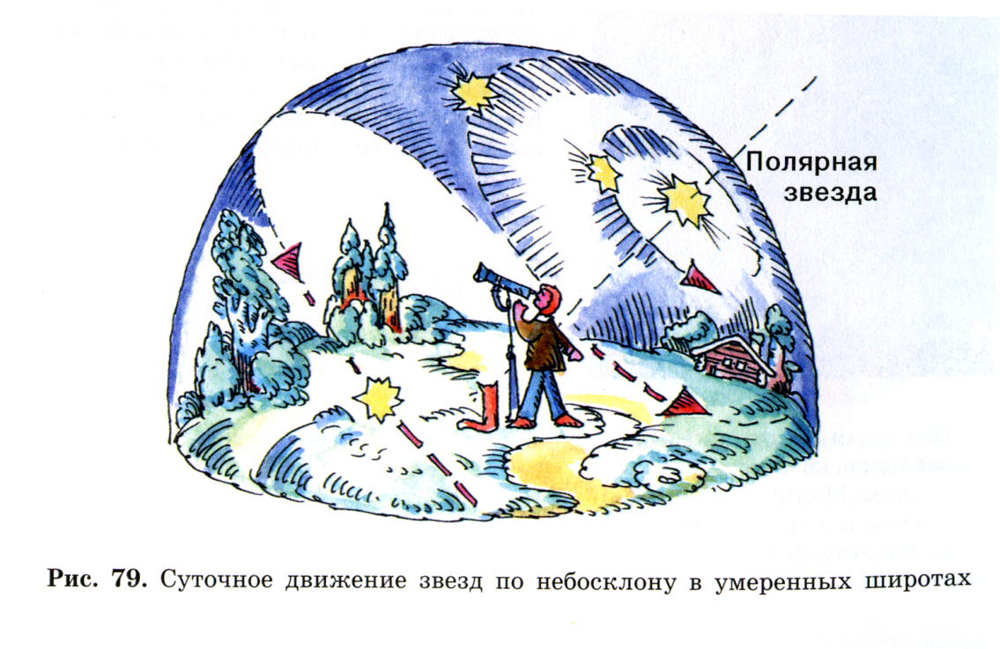 Полярная
звезда
Рис. 79. Суточное движение звезд по небосклону в умеренных широтах